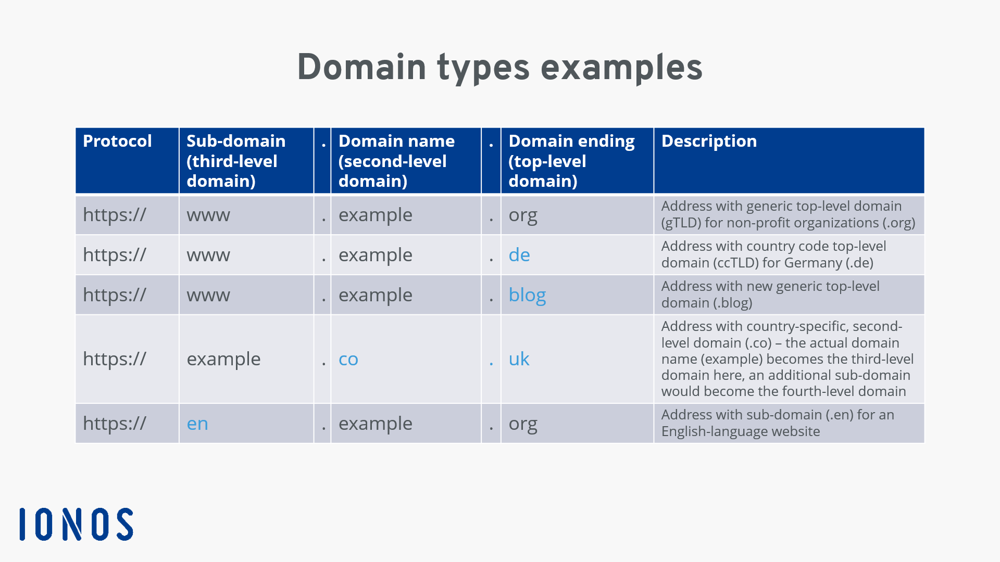 Domain types examples
Protocol
Sub-domain
(third-level
domain)
.
Domain name
(second-level
domain)
.
Domain ending
(top-level
domain)
Description
https://
www
.
example
.
org
Address with generic top-level domain
(gTLD) for non-profit organizations (.org)
https://
www
.
example
.
de
Address with country code top-level
domain (ccTLD) for Germany (.de)
https://
www
.
example
.
blog
Address with new generic top-level
domain (.blog)
https://
example
.
co
.
uk
Address with country-specific, second-
level domain (.co) – the actual domain
name (example) becomes the third-level
domain here, an additional sub-domain
would become the fourth-level domain
https://
en
.
example
.
org
Address with sub-domain (.en) for an
English-language website
IONOS